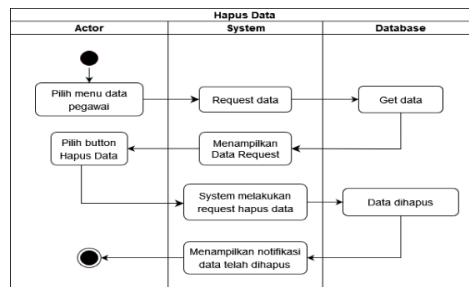 Hapus Data
Actor
System
Database
Pilih menu data
pegawai
Request data
Get data
Pilih button
Hapus Data
Menampilkan
Data Request
System melakukan
request hapus data
Data dihapus
Menampilkan notifikasi
data telah dihapus